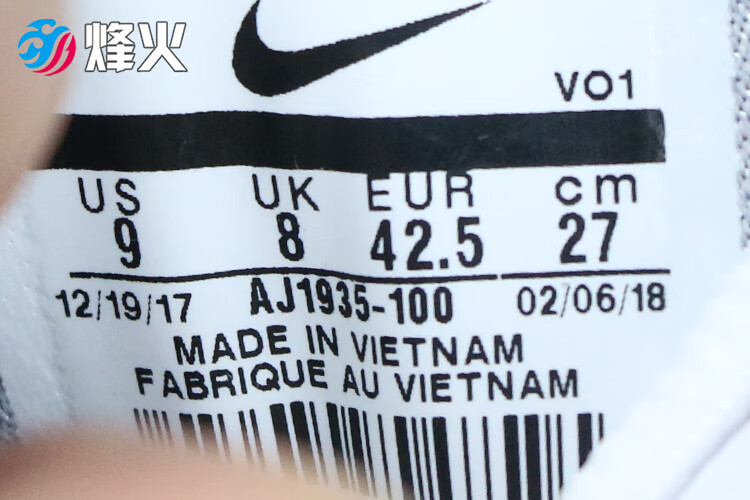 烽火
VO1
US UK EUR cm
9 8 42.5 27
12/19/17 AJ1935-100 02/06/18
MADE IN VIETNAM
FABRIQUE AU VIETNAM